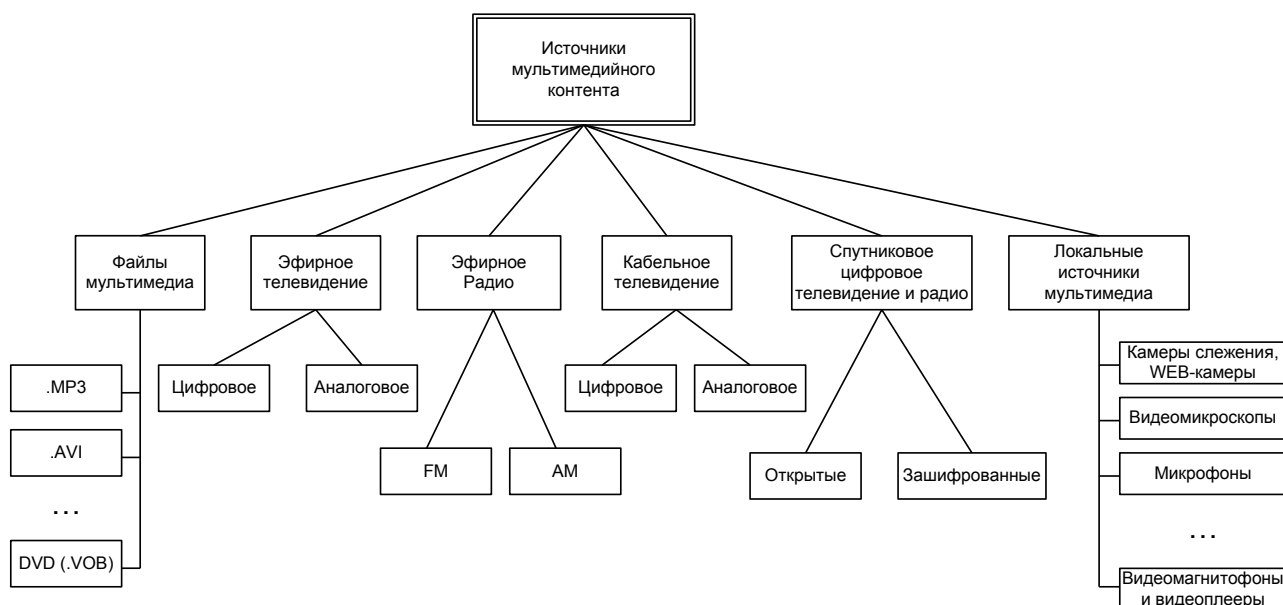 Источники
мультимедийного
контента
Файлы
мультимедиа
Эфирное
телевидение
Эфирное
Радио
Кабельное
телевидение
Спутниковое
цифровое
телевидение и радио
Локальные
источники
мультимедиа
.MP3
.AVI
...
DVD (.VOB)
Цифровое
Аналоговое
FM
AM
Цифровое
Аналоговое
Открытые
Зашифрованные
Камеры слежения,
WEB-камеры
Видеомикроскопы
Микрофоны
...
Видеомагнитофоны
и видеоплееры